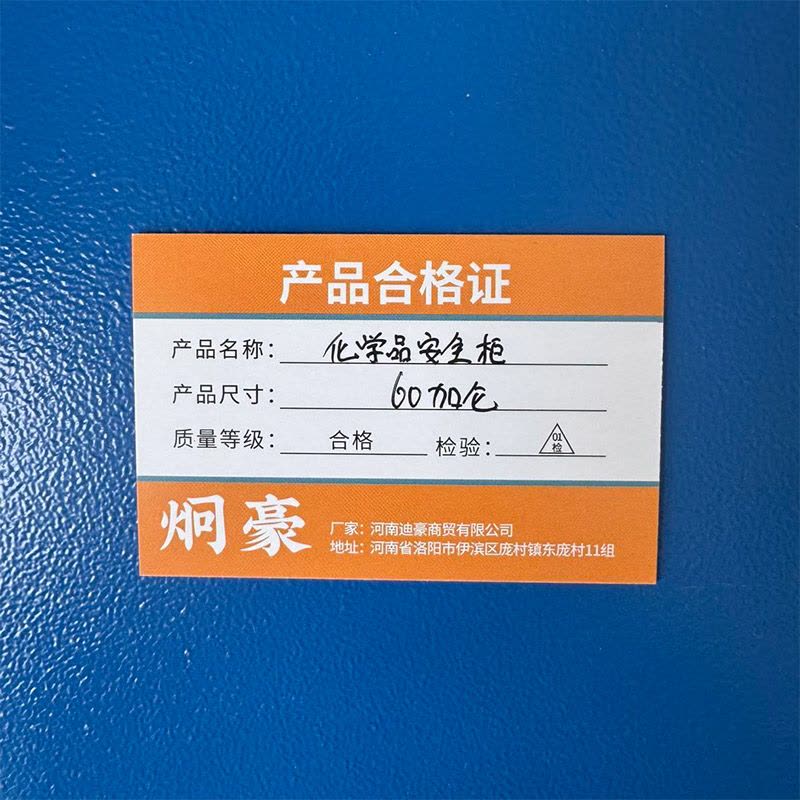 产品合格证
产品名称： 化学品安全柜
产品尺寸： 60加仑
质量等级： 合格 检验： 01检
炯豪
厂家：河南迪豪商贸有限公司
地址：河南省洛阳市伊滨区庞村镇东庞村11组